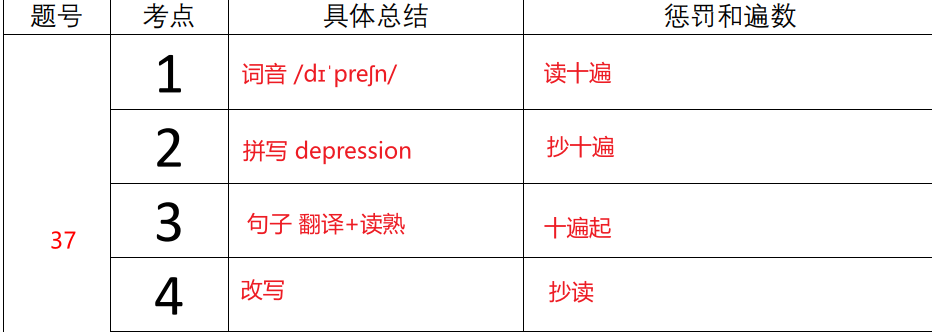 题号 考点 具体总结 惩罚和遍数
1 词音 /dɪˈpreʃn/ 读十遍
2 拼写 depression 抄十遍
37 3 句子 翻译+读熟 十遍起
4 改写 抄读